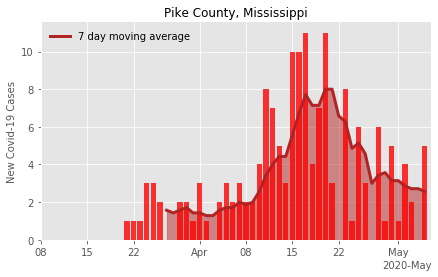 Pike County, Mississippi
7 day moving average
New Covid-19 Cases
10
8
6
4
2
0
08 15 22 Apr 08 15 22 May
2020-May